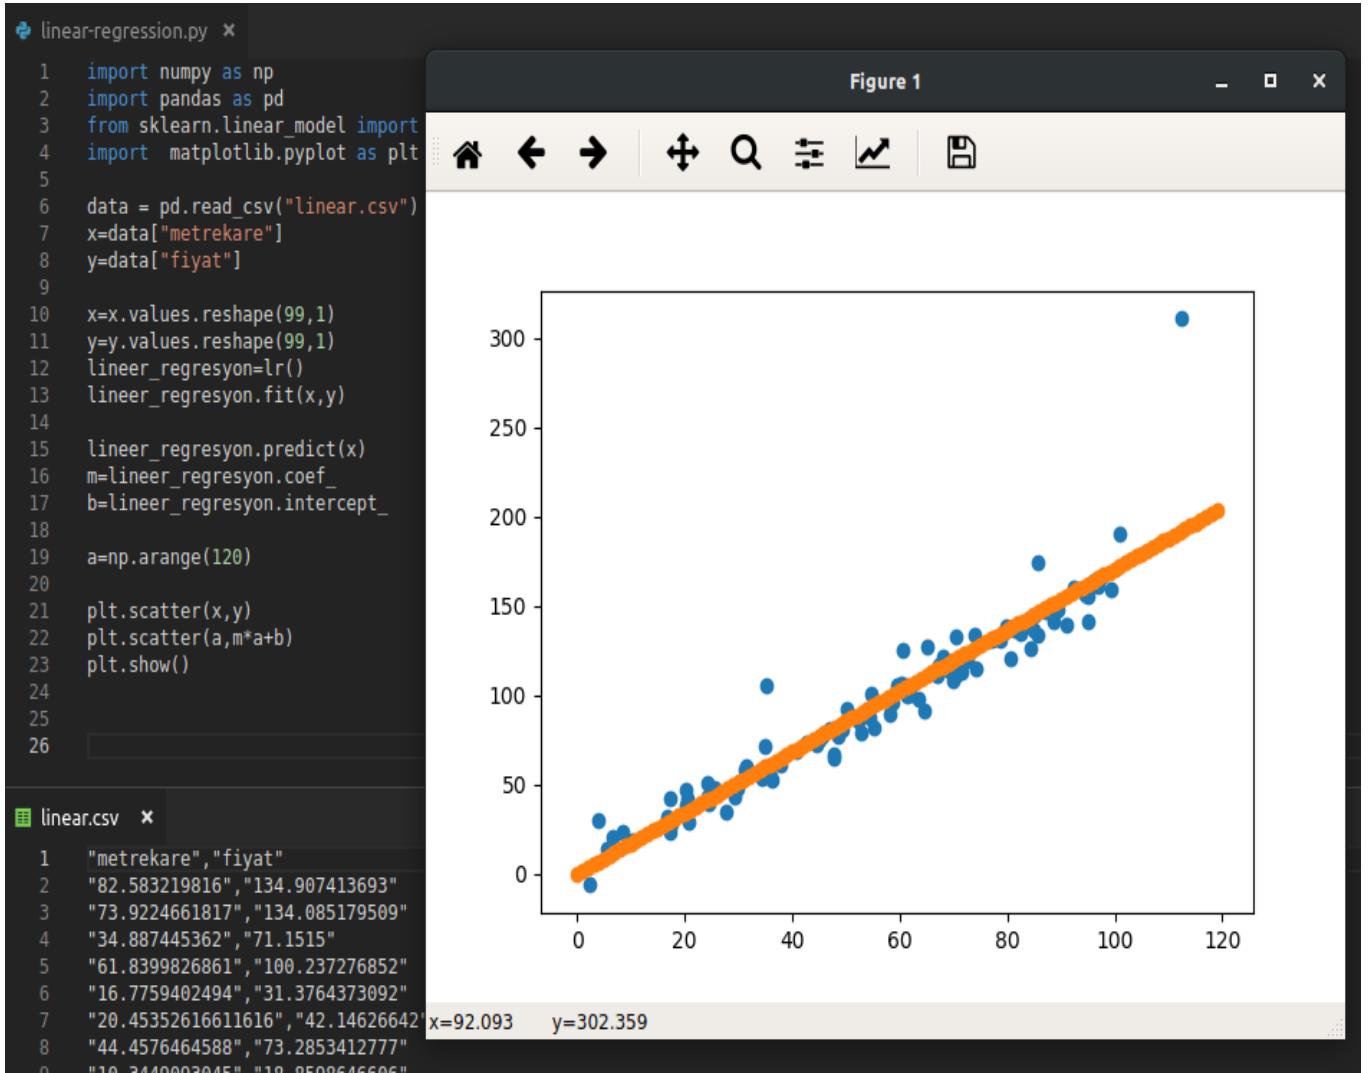 linear-regression.py ×
1 import numpy as np
2 import pandas as pd
3 from sklearn.linear_model import
4 import  matplotlib.pyplot as plt
5
6 data = pd.read_csv("linear.csv")
7 x=data["metrekare"]
8 y=data["fiyat"]
9
10 x=x.values.reshape(99,1)
11 y=y.values.reshape(99,1)
12 lineer_regresyon=lr()
13 lineer_regresyon.fit(x,y)
14
15 lineer_regresyon.predict(x)
16 m=lineer_regresyon.coef_
17 b=lineer_regresyon.intercept_
18
19 a=np.arange(120)
20
21 plt.scatter(x,y)
22 plt.scatter(a,m*a+b)
23 plt.show()
24
25
26
linear.csv ×
1 "metrekare","fiyat"
2 "82.583219816","134.907413693"
3 "73.9224661817","134.085179509"
4 "34.887445362","71.1515"
5 "61.8399826861","100.237276852"
6 "16.7759402494","31.3764373092"
7 "20.45352616611616","42.14626642'
8 "44.4576464588","73.2853412777"
Figure 1
300
250
200
150
100
50
0
0 20 40 60 80 100 120
x=92.093 y=302.359